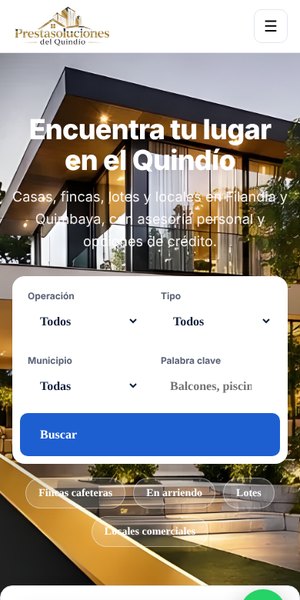 Prestasoluciones
del Quindío
Encuentra tu lugar
en el Quindío
Casas, fincas, lotes y locales en Filandia y
Quimbaya, con asesoría personal y
opciones de crédito.
Operación
Tipo
Todos
Todos
Municipio
Palabra clave
Todas
Balcones, piscin
Buscar
Fincas cafeteras
En arriendo
Lotes
Locales comerciales